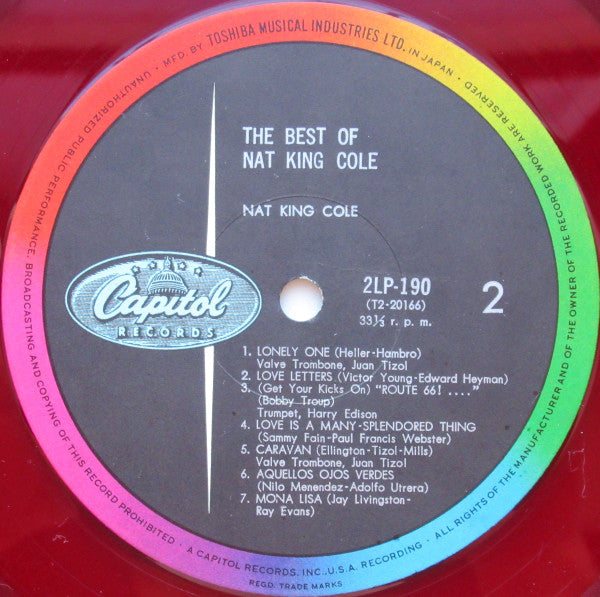 MFD. BY TOSHIBA MUSICAL INDUSTRIES LTD. IN JAPAN
UNAUTHORIZED PUBLIC PERFORMANCE, BROADCASTING AND COPYING OF THIS RECORD PROHIBITED · ALL RIGHTS OF THE MANUFACTURER AND OF THE OWNER OF THE RECORDED WORK ARE RESERVED
THE BEST OF
NAT KING COLE
NAT KING COLE
Capitol
RECORDS
2LP-190
(T2-20166)
33⅓ r. p. m.
2
1. LONELY ONE (Heller-Hambro)
Valve Trombone, Juan Tizol
2. LOVE LETTERS (Victor Young-Edward Heyman)
3. (Get Your Kicks On) "ROUTE 66! ...."
(Bobby Troup)
Trumpet, Harry Edison
4. LOVE IS A MANY-SPLENDORED THING
(Sammy Fain-Paul Francis Webster)
5. CARAVAN (Ellington-Tizol-Mills)
Valve Trombone, Juan Tizol
6. AQUELLOS OJOS VERDES
(Nilo Menendez-Adolfo Utrera)
7. MONA LISA (Jay Livingston-
Ray Evans)
· A CAPITOL RECORDS, INC., U.S.A. RECORDING ·
REGD. TRADE MARKS